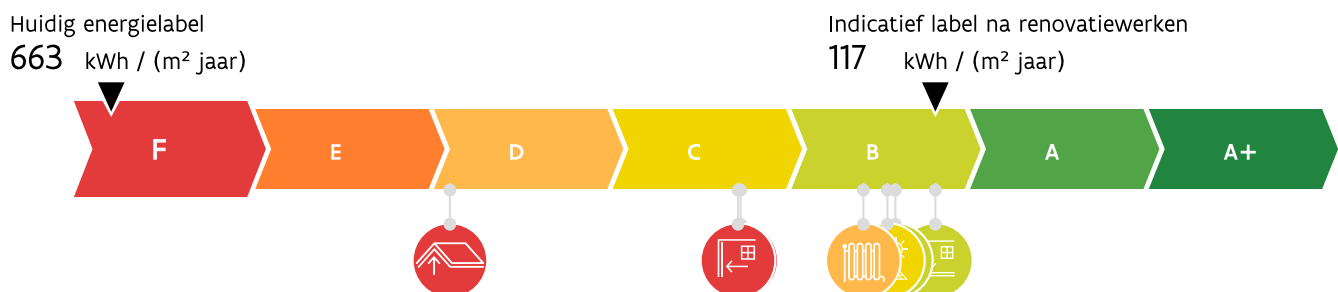 Huidig energielabel
663 kWh / (m² jaar)
Indicatief label na renovatiewerken
117 kWh / (m² jaar)
F E D C B A A+